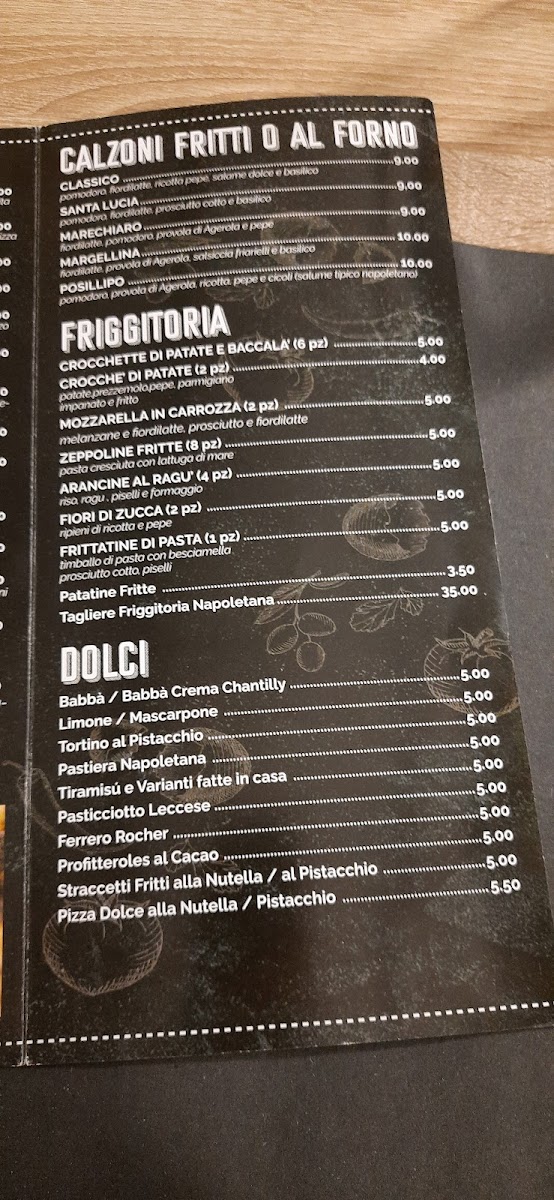 CALZONI FRITTI O AL FORNO
CLASSICO 9.00
pomodoro, fiordilatte, ricotta pepe, salame dolce e basilico
SANTA LUCIA 9.00
pomodoro, fiordilatte, prosciutto cotto e basilico
MARECHIARO 9.00
fiordilatte, pomodoro, provola di Agerola e pepe
MARGELLINA 10.00
fiordilatte, provola di Agerola, salsiccia friarielli e basilico
POSILLIPO 10.00
pomodoro, provola di Agerola, ricotta, pepe e cicoli (salume tipico napoletano)
FRIGGITORIA
CROCCHETTE DI PATATE E BACCALA' (6 pz) 5.00
CROCCHE' DI PATATE (2 pz) 4.00
patate,prezzemolo,pepe, parmigiano
impanato e fritto
MOZZARELLA IN CARROZZA (2 pz) 5.00
melanzane e fiordilatte, prosciutto e fiordilatte
ZEPPOLINE FRITTE (8 pz) 5.00
pasta cresciuta con lattuga di mare
ARANCINE AL RAGU' (4 pz) 5.00
riso, ragu , piselli e formaggio
FIORI DI ZUCCA (2 pz) 5.00
ripieni di ricotta e pepe
FRITTATINE DI PASTA (1 pz) 5.00
timballo di pasta con besciamella
prosciutto cotto, piselli
Patatine Fritte 3.50
Tagliere Friggitoria Napoletana 35.00
DOLCI
Babbà / Babbà Crema Chantilly 5.00
Limone / Mascarpone 5.00
Tortino al Pistacchio 5.00
Pastiera Napoletana 5.00
Tiramisú e Varianti fatte in casa 5.00
Pasticciotto Leccese 5.00
Ferrero Rocher 5.00
Profitteroles al Cacao 5.00
Straccetti Fritti alla Nutella / al Pistacchio 5.00
Pizza Dolce alla Nutella / Pistacchio 5.50